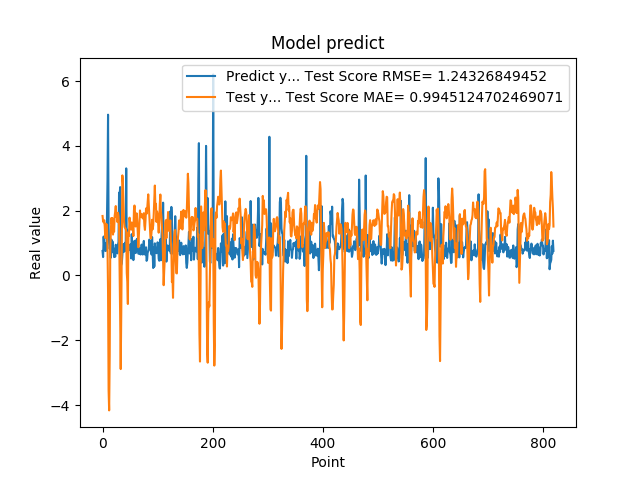 Model predict
Predict y... Test Score RMSE= 1.24326849452
Test y... Test Score MAE= 0.9945124702469071
6
4
2
0
−2
−4
Real value
0 200 400 600 800
Point